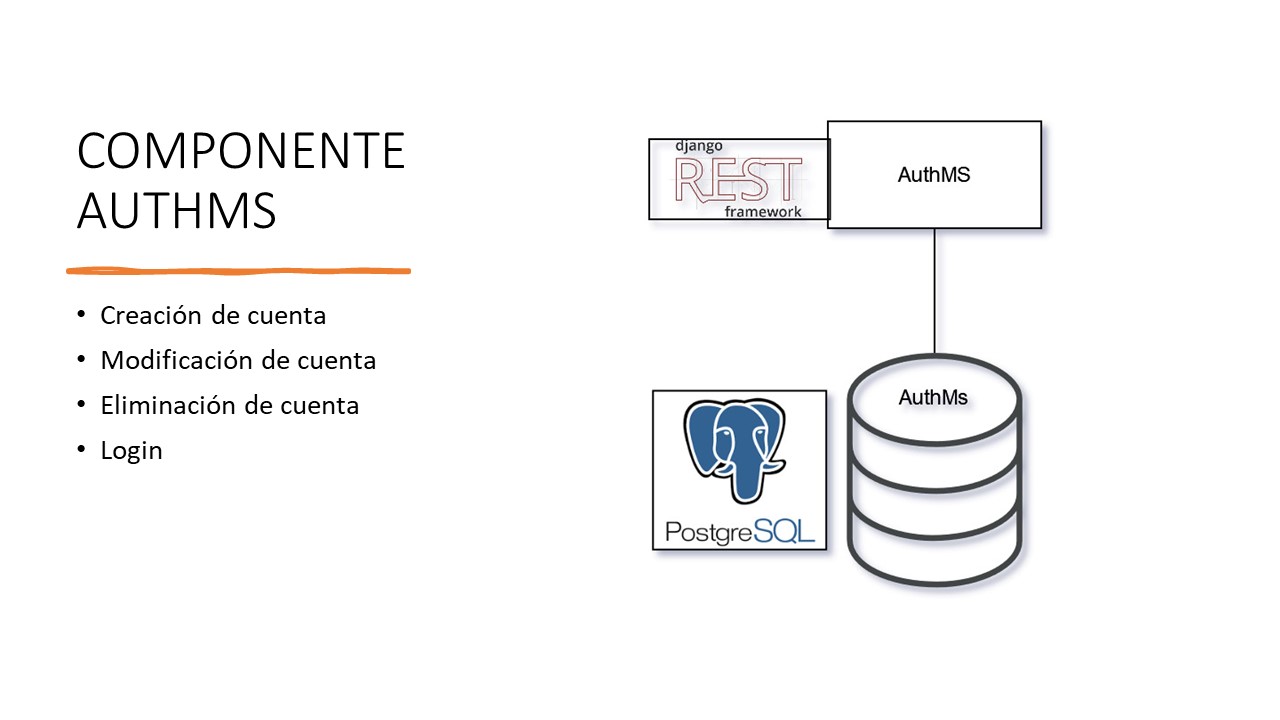 COMPONENTE
AUTHMS
• Creación de cuenta
• Modificación de cuenta
• Eliminación de cuenta
• Login
django
REST
framework
AuthMS
AuthMs
PostgreSQL